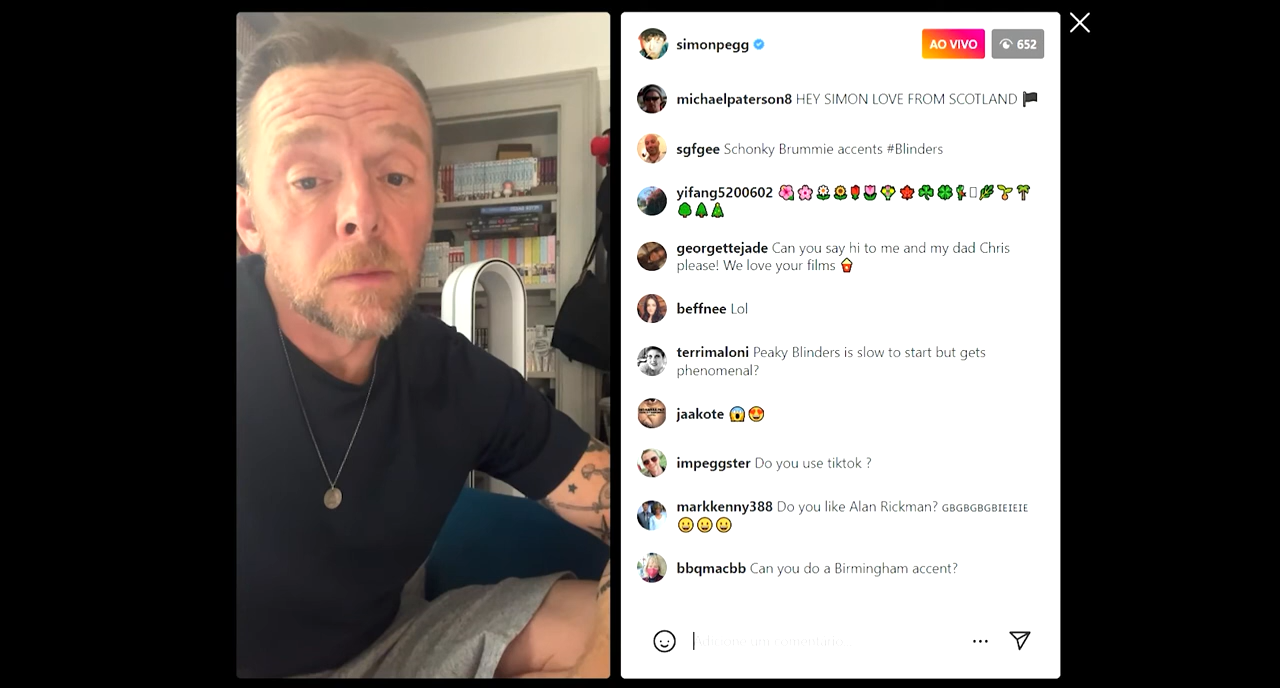 simonpegg
AO VIVO
652
michaelpaterson8 HEY SIMON LOVE FROM SCOTLAND 🏴
sgfgee Schonky Brummie accents #Blinders
yifang5200602 🌺🌸🌼🌻🌹🌷💐🍁☘️🍀🎋🌿🌱🌴
🌳🌲🎄
georgettejade Can you say hi to me and my dad Chris
please! We love your films 🍿
beffnee Lol
terrimaloni Peaky Blinders is slow to start but gets
phenomenal?
jaakote 😱😍
impeggster Do you use tiktok ?
markkenny388 Do you like Alan Rickman? GBGBGBGBIEIEIE
😀😀😀
bbqmacbb Can you do a Birmingham accent?
Adicione um comentário...